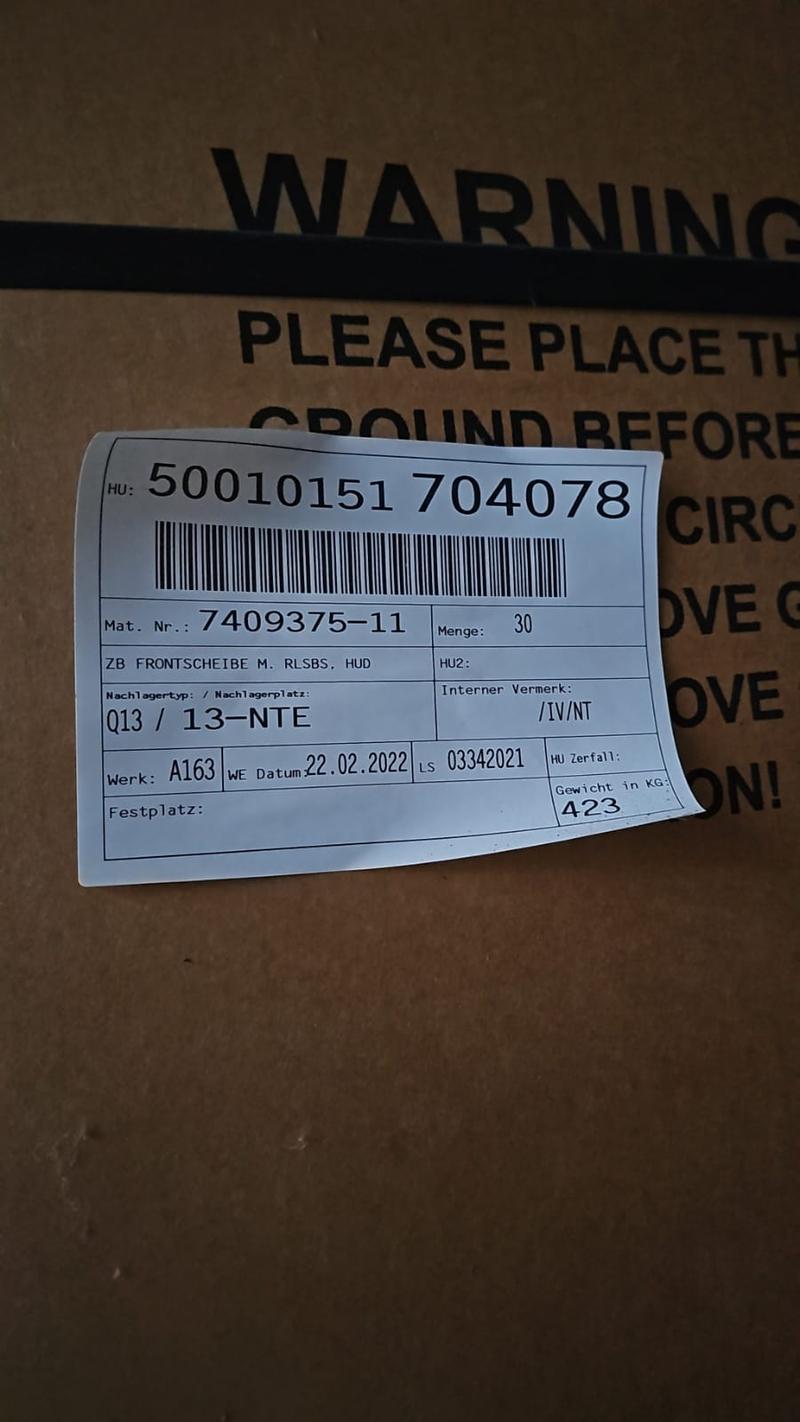 WARNING
PLEASE PLACE TH
GROUND BEFORE
CIRC
OVE G
OVE
ON!
HU: 50010151 704078
Mat. Nr.: 7409375-11 Menge: 30
ZB FRONTSCHEIBE M. RLSBS, HUD HU2:
Nachlagertyp: / Nachlagerplatz: Interner Vermerk:
Q13 / 13-NTE /IV/NT
Werk: A163 WE Datum:22.02.2022 LS 03342021 HU Zerfall:
Festplatz: Gewicht in KG:
423